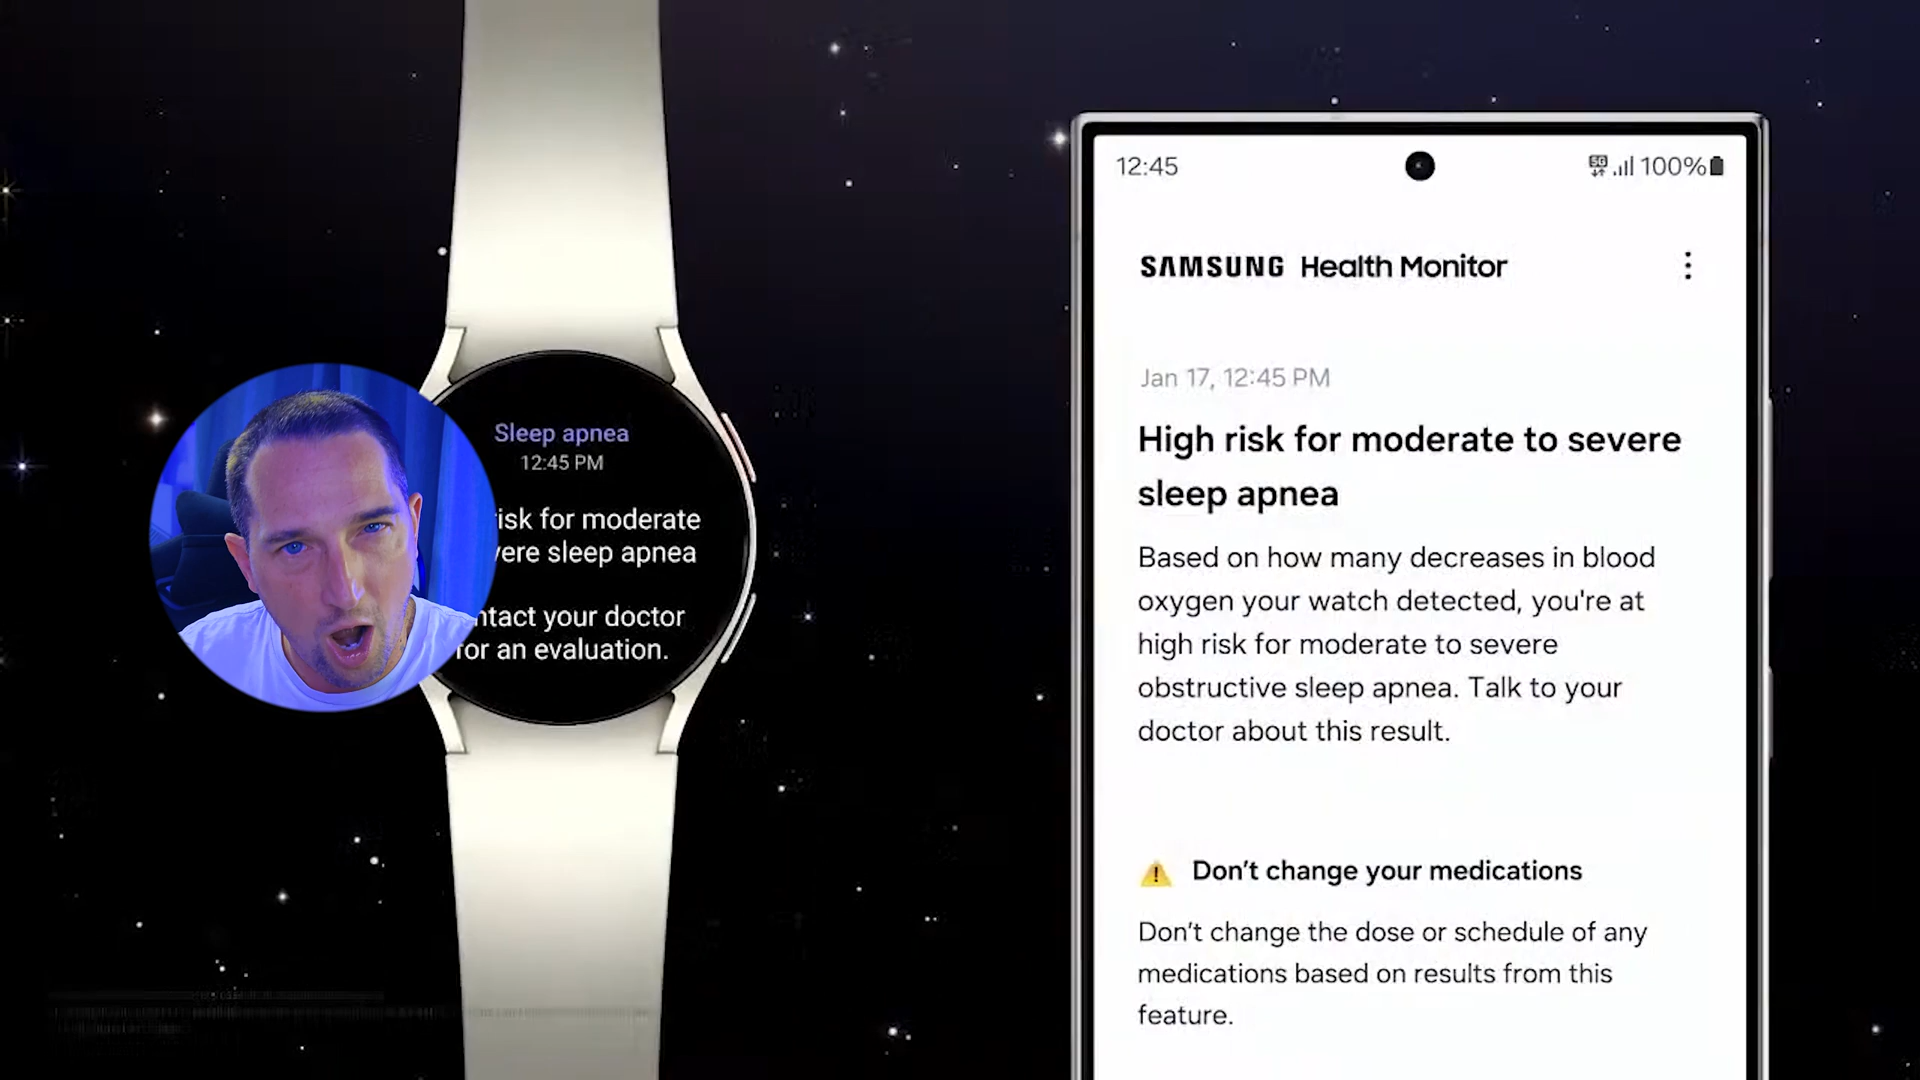 Sleep apnea
12:45 PM
risk for moderate
vere sleep apnea
ntact your doctor
for an evaluation.
12:45
5G 100%
SAMSUNG Health Monitor
Jan 17, 12:45 PM
High risk for moderate to severe
sleep apnea
Based on how many decreases in blood
oxygen your watch detected, you're at
high risk for moderate to severe
obstructive sleep apnea. Talk to your
doctor about this result.
Don't change your medications
Don't change the dose or schedule of any
medications based on results from this
feature.